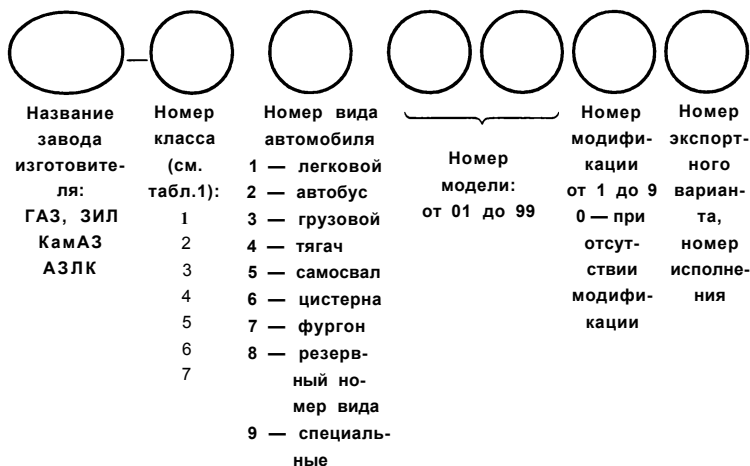 Название
завода
изготовите-
ля:
ГАЗ, ЗИЛ
КамАЗ
АЗЛК
Номер
класса
(см.
табл.1):
1
2
3
4
5
6
7
Номер вида
автомобиля
1 — легковой
2 — автобус
3 — грузовой
4 — тягач
5 — самосвал
6 — цистерна
7 — фургон
8 — резерв-
ный но-
мер вида
9 — специаль-
ные
Номер
модели:
от 01 до 99
Номер
модифи-
кации
от 1 до 9
0 — при
отсут-
ствии
модифи-
кации
Номер
экспорт-
ного
вариан-
та,
номер
исполне-
ния